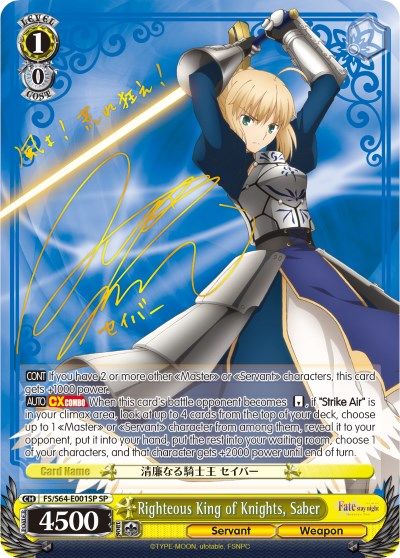 LEVEL
1
0
COST
風よ! 荒れ狂え!
セイバー
CONT If you have 2 or more other «Master» or «Servant» characters, this card
gets +1000 power.
AUTO CX COMBO When this card's battle opponent becomes , if "Strike Air" is
in your climax area, look at up to 4 cards from the top of your deck, choose
up to 1 «Master» or «Servant» character from among them, reveal it to your
opponent, put it into your hand, put the rest into your waiting room, choose 1
of your characters, and that character gets +2000 power until end of turn.
Card Name
清廉なる騎士王 セイバー
CH FS/S64-E001SP SP
Righteous King of Knights, Saber
Fate/stay night
POWER
4500
SOUL
Servant
Weapon
©TYPE-MOON, ufotable, FSNPC